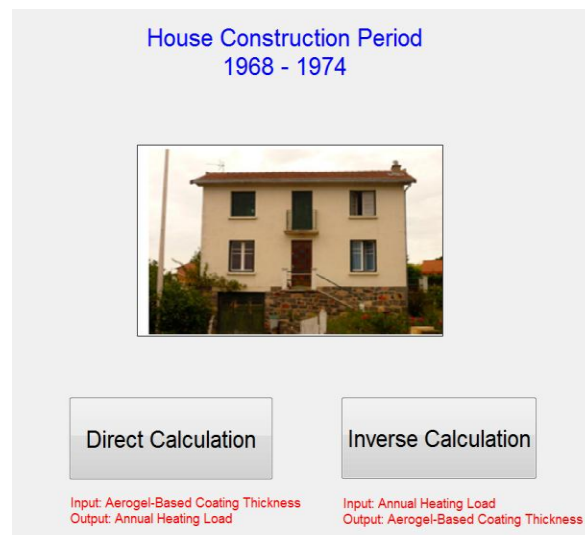 House Construction Period
1968 - 1974
Direct Calculation
Inverse Calculation
Input: Aerogel-Based Coating Thickness
Output: Annual Heating Load
Input: Annual Heating Load
Output: Aerogel-Based Coating Thickness